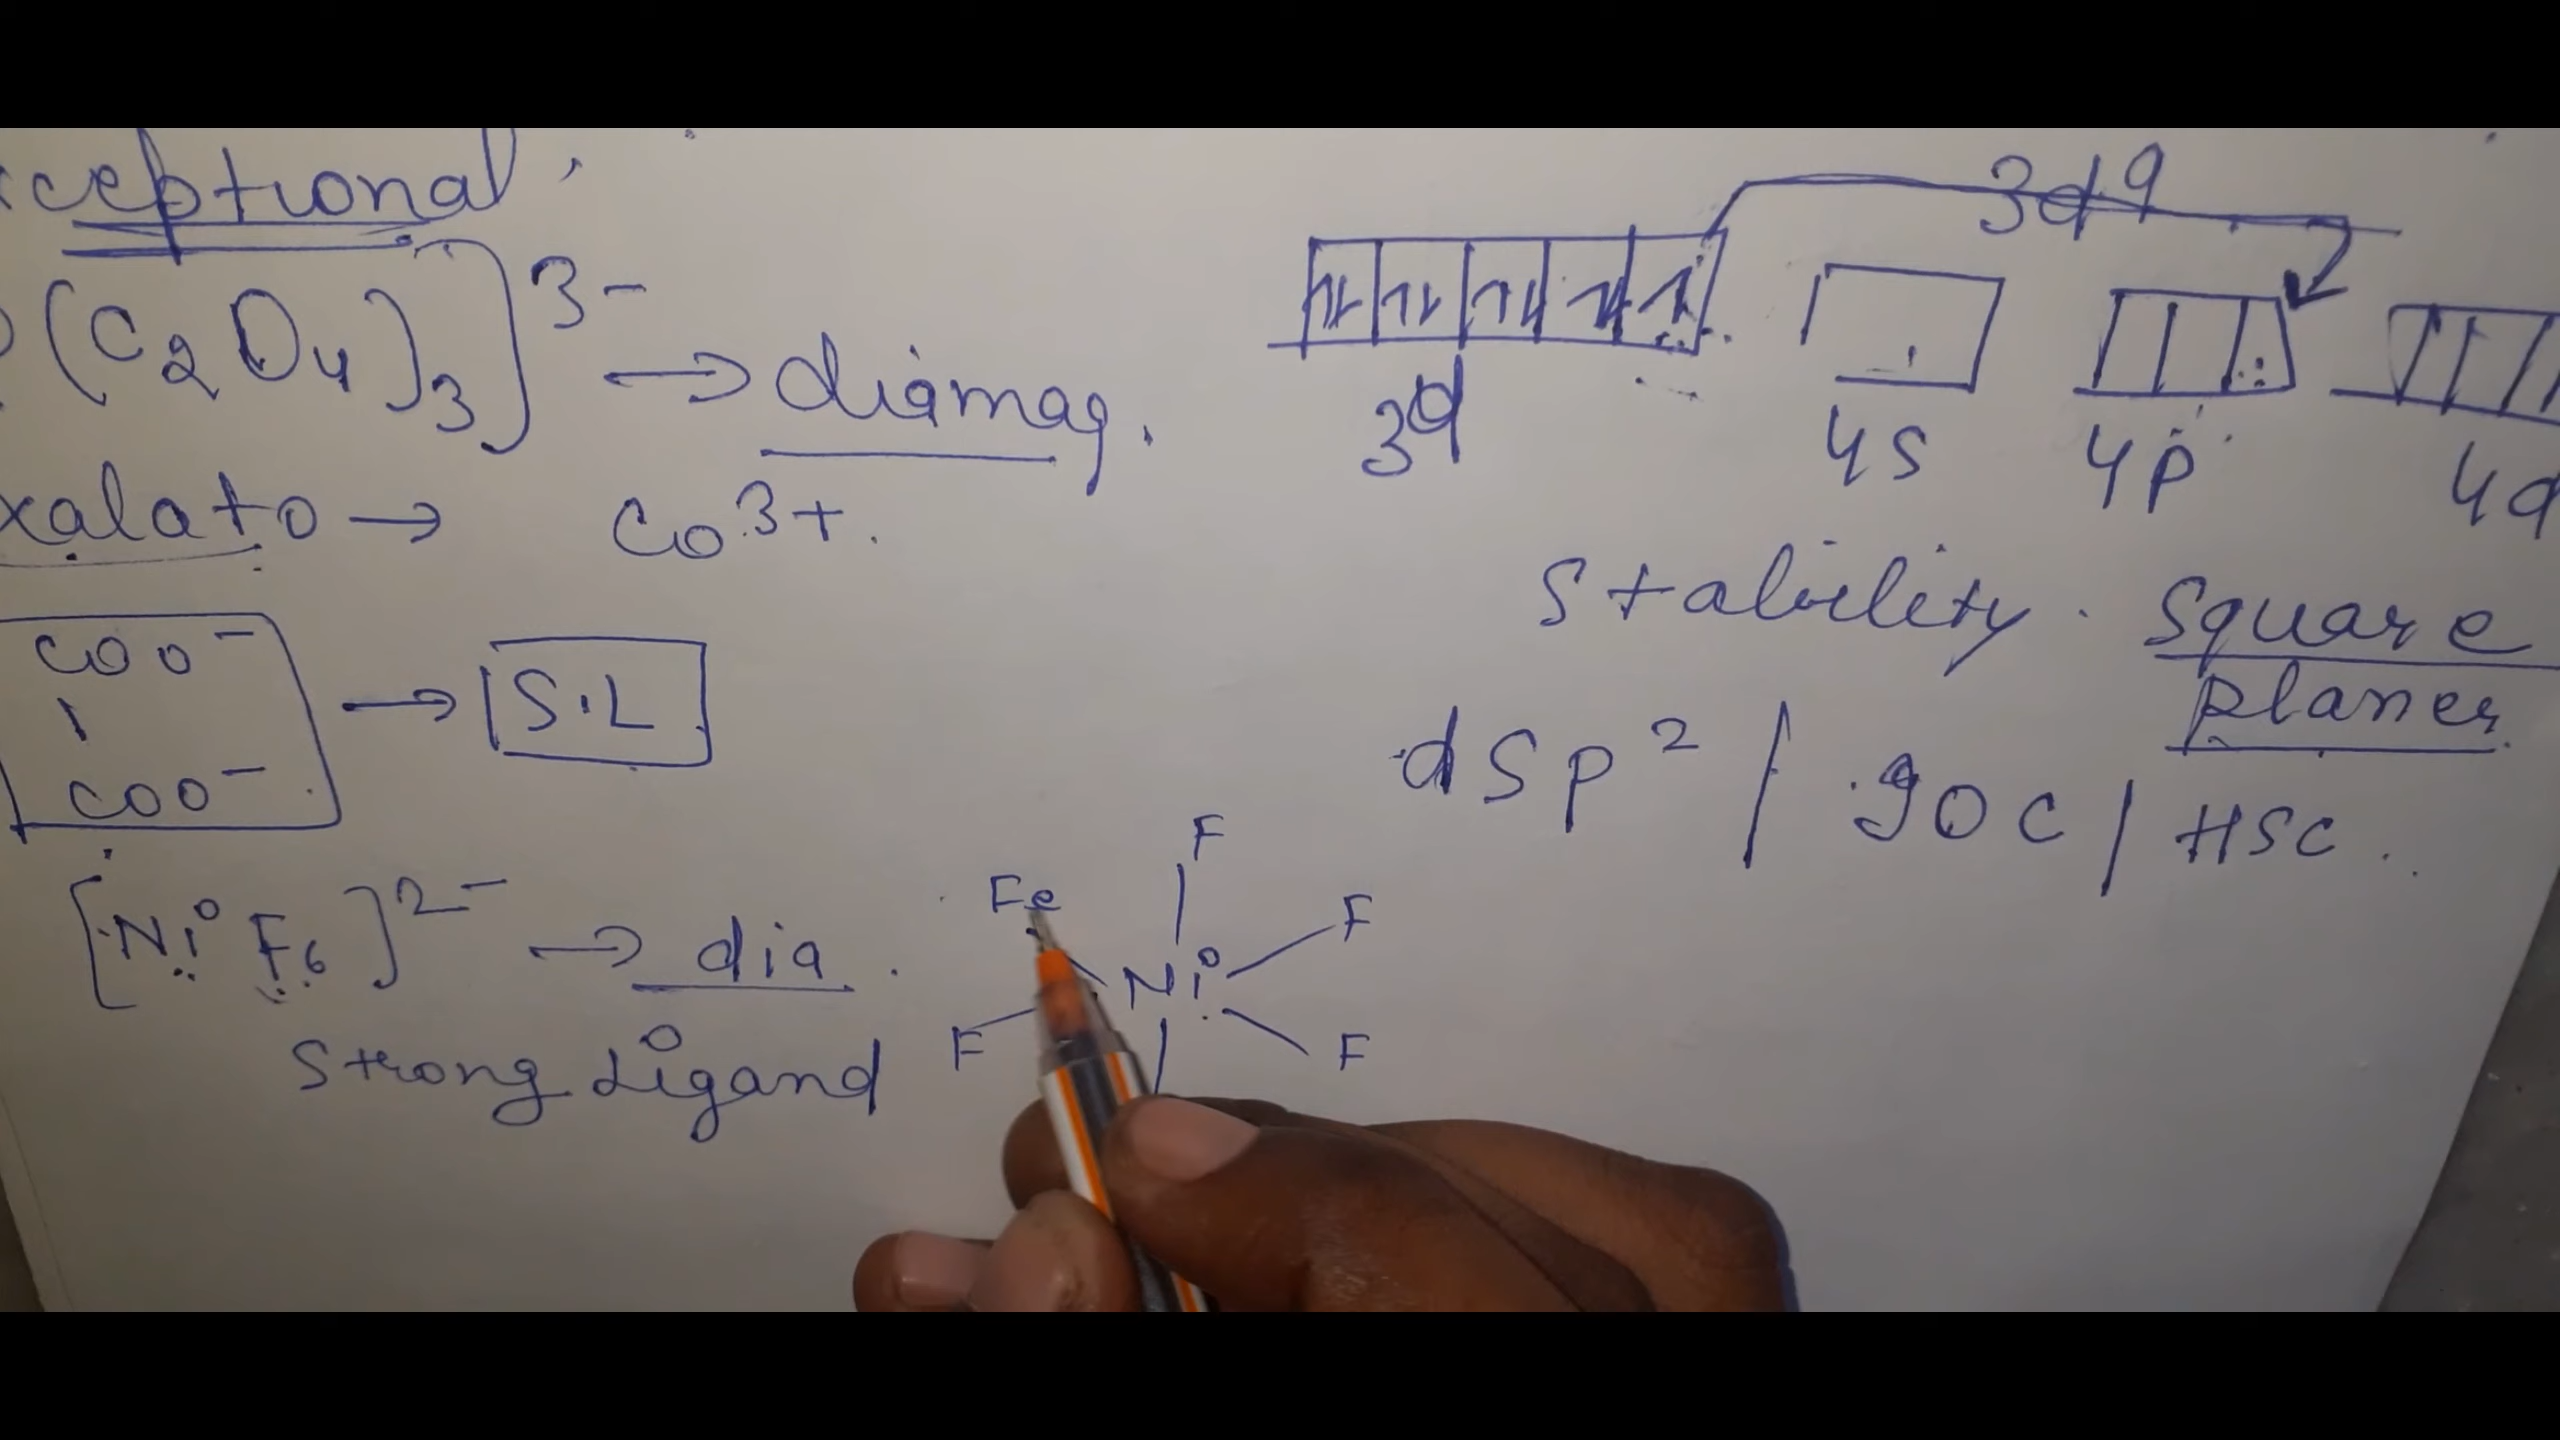 ceptional
(C2O4)3]3- → diamag.
xalato → Co3+.
COO-
COO-
→ S.L
[Ni F6]2- → dia.
Strong Ligand
F
Fe
F
Ni
F
F
F
3d9
3d
4s
4p
4d
Stability. Square
planer
dsp2 / IOC / HSC.